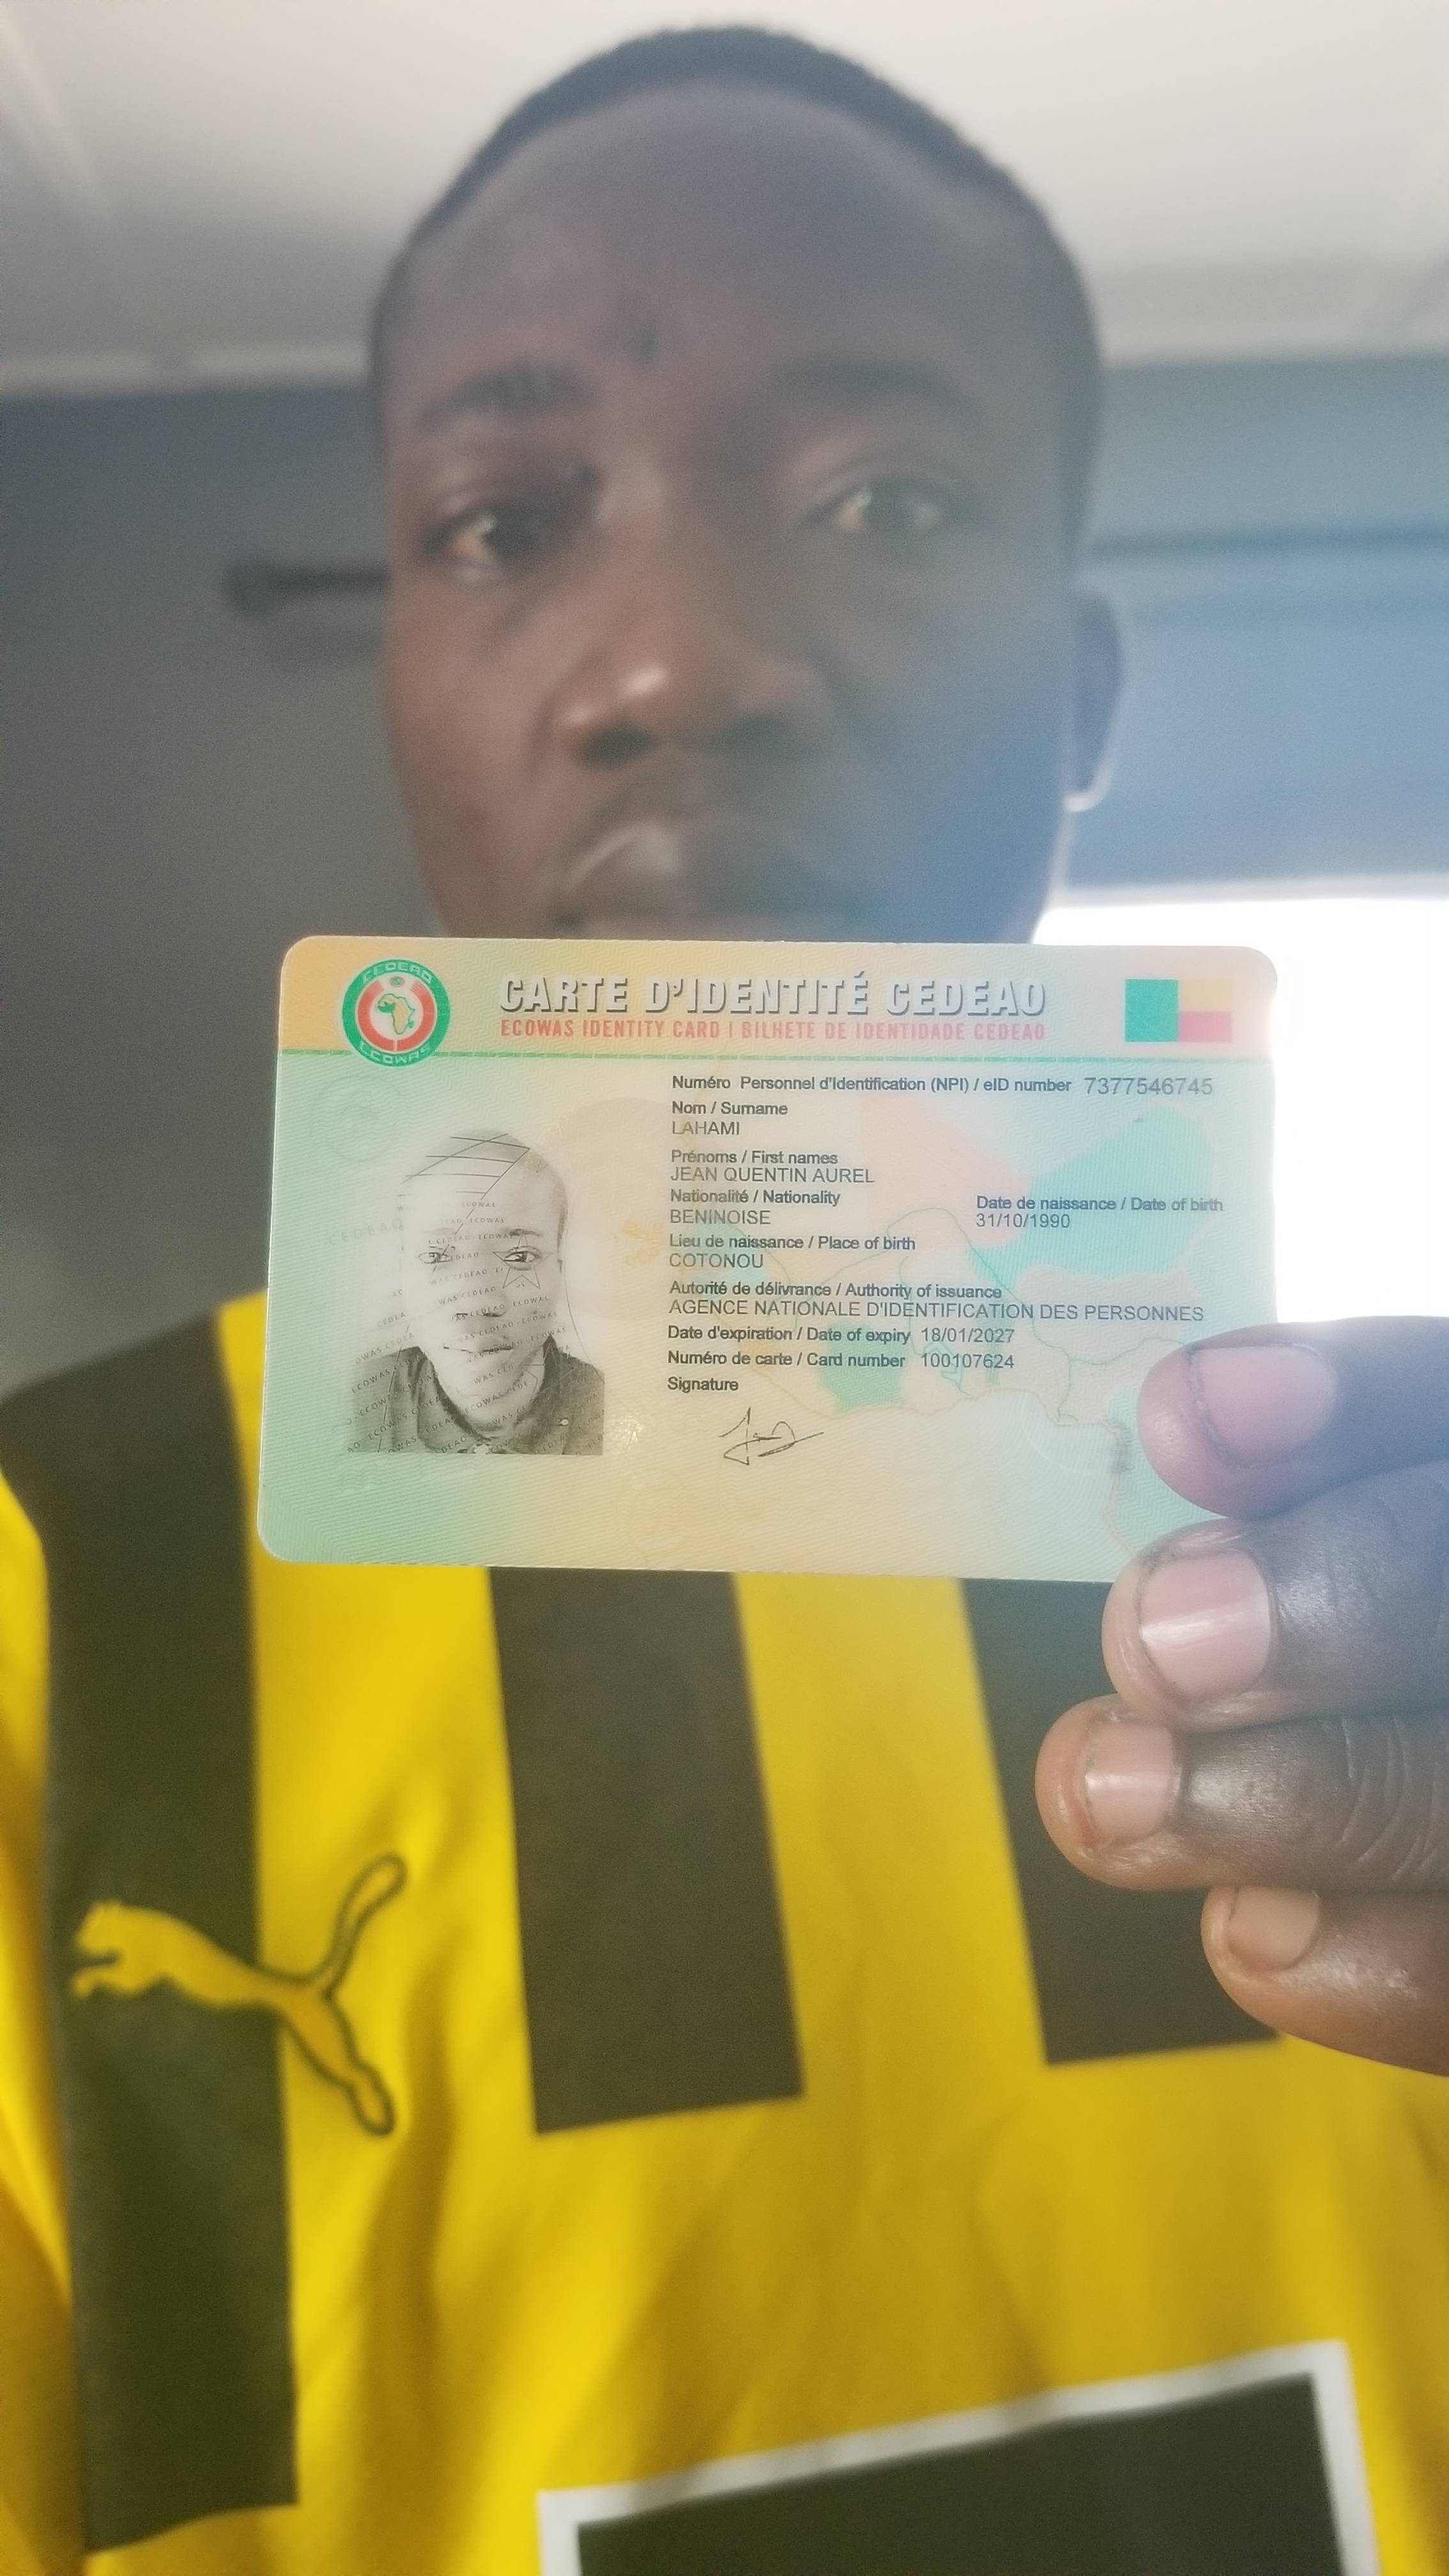 CEDEAO
ECOWAS
CARTE D'IDENTITÉ CEDEAO
ECOWAS IDENTITY CARD | BILHETE DE IDENTIDADE CEDEAO
Numéro Personnel d'Identification (NPI) / eID number 7377546745
Nom / Surname
LAHAMI
Prénoms / First names
JEAN QUENTIN AUREL
Nationalité / Nationality
BENINOISE
Date de naissance / Date of birth
31/10/1990
Lieu de naissance / Place of birth
COTONOU
Autorité de délivrance / Authority of issuance
AGENCE NATIONALE D'IDENTIFICATION DES PERSONNES
Date d'expiration / Date of expiry 18/01/2027
Numéro de carte / Card number 100107624
Signature